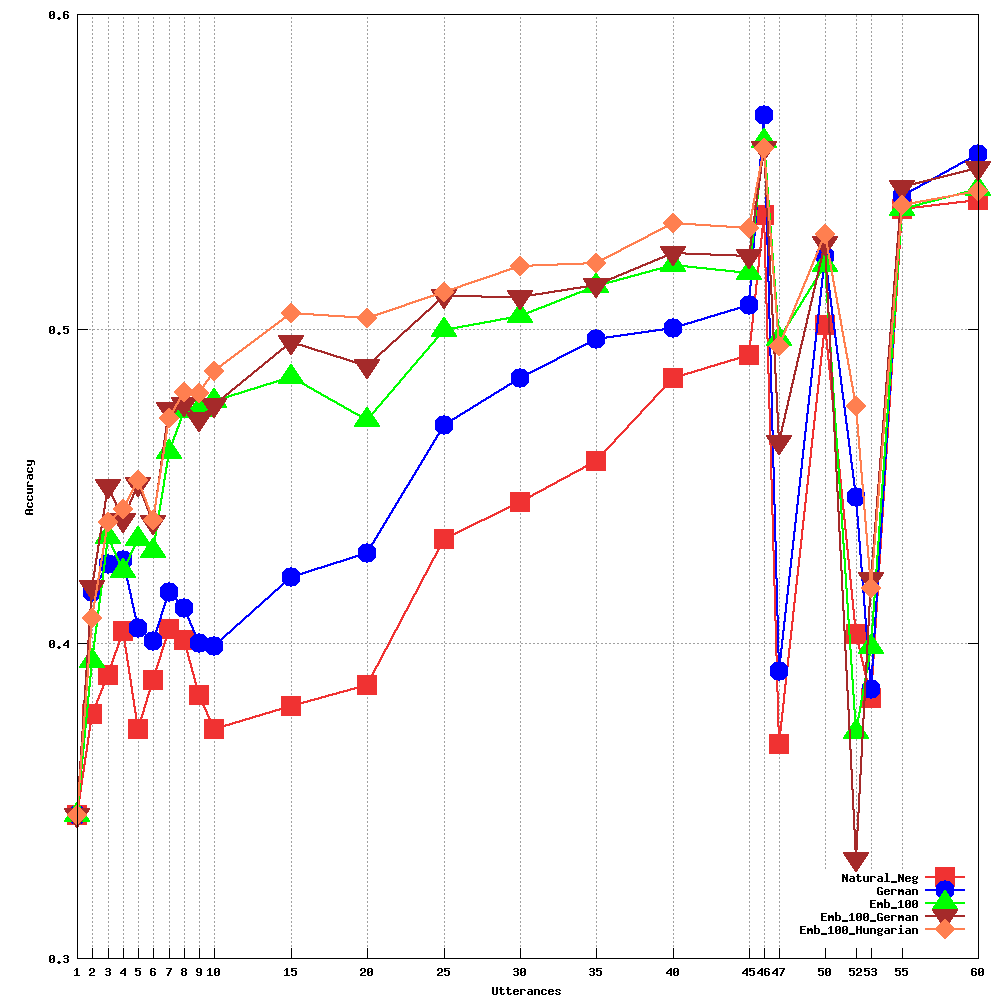 0.6
0.5
0.4
0.3
Accuracy
Natural_Neg
German
Emb_100
Emb_100_German
Emb_100_Hungarian
1 2 3 4 5 6 7 8 9 10 15 20 25 30 35 40 45 46 47 50 52 53 55 60
Utterances